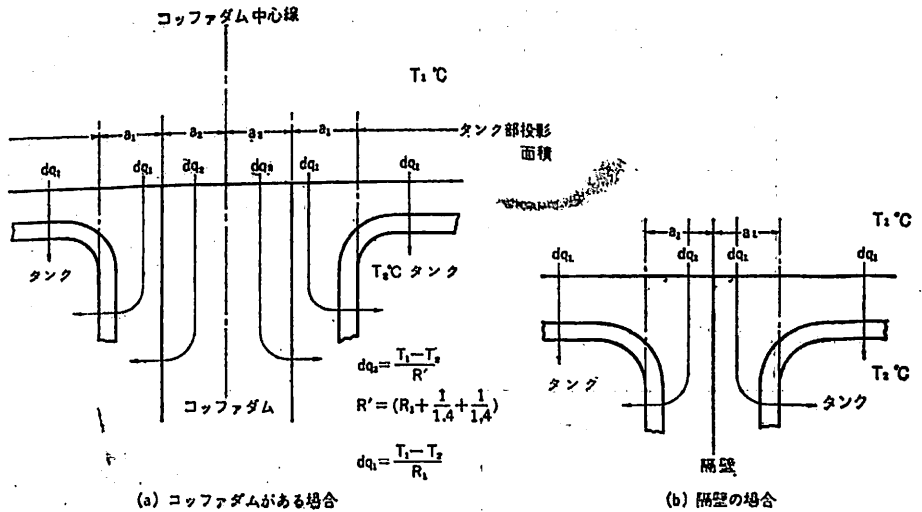 コッファダム中心線
T₁ ℃
a₁ a₂ a₂ a₁
タンク部投影
面積
dq₁ dq₁ dq₂ dq₂ dq₁ dq₁
タンク
T₂℃ タンク
コッファダム
dq₂=(T₁−T₂)/R′
R′=(R₁+1/1.4+1/1.4)
dq₁=(T₁−T₂)/R₁
(a) コッファダムがある場合
T₁ ℃
a₁ a₁
dq₁ dq₁ dq₁ dq₁
T₂ ℃
タンク
タンク
隔壁
(b) 隔壁の場合